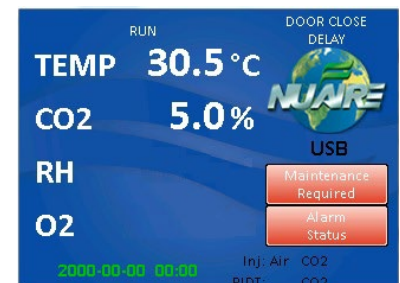 RUN
DOOR CLOSE
DELAY
TEMP 30.5 °C
NUAIRE
CO2 5.0 %
USB
RH
Maintenance
Required
O2
Alarm
Status
2000-00-00 00:00
Inj: Air CO2
CO2